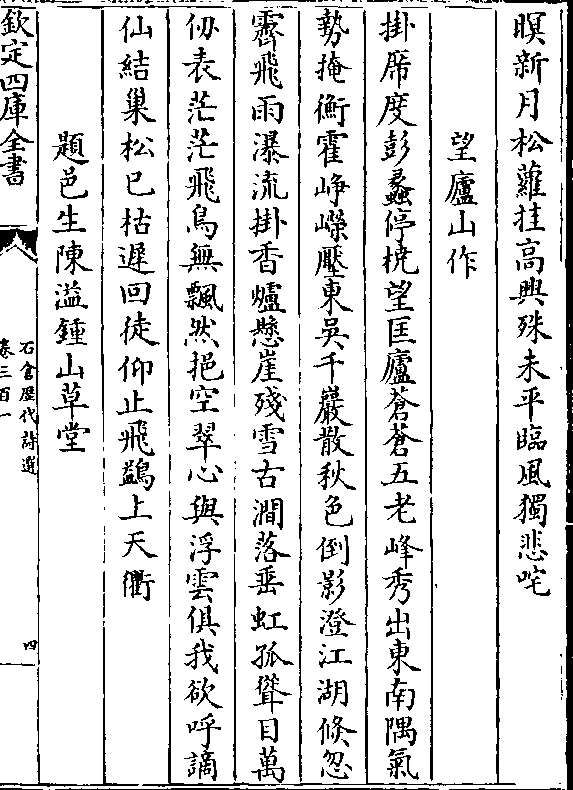 暝新月松蘿挂高興殊未平臨風獨悲咤
望廬山作
掛席度彭蠡停桡望匡廬蒼蒼五老峰秀出東南隅氣
勢掩衡霍崢嶸壓東吳千巖散秋色倒影澄江湖倏忽
霽飛雨瀑流掛香爐懸崖殘雪古澗落垂虹孤聳日萬
仭表茫茫飛鳥無飄然挹空翠心與浮雲俱我欲呼謫
仙結巢松已枯遲回徒仰止飛鷁上天衢
題邑生陳溢鍾山草堂
欽定四庫全書
石倉歷代詩選
卷三百一
四